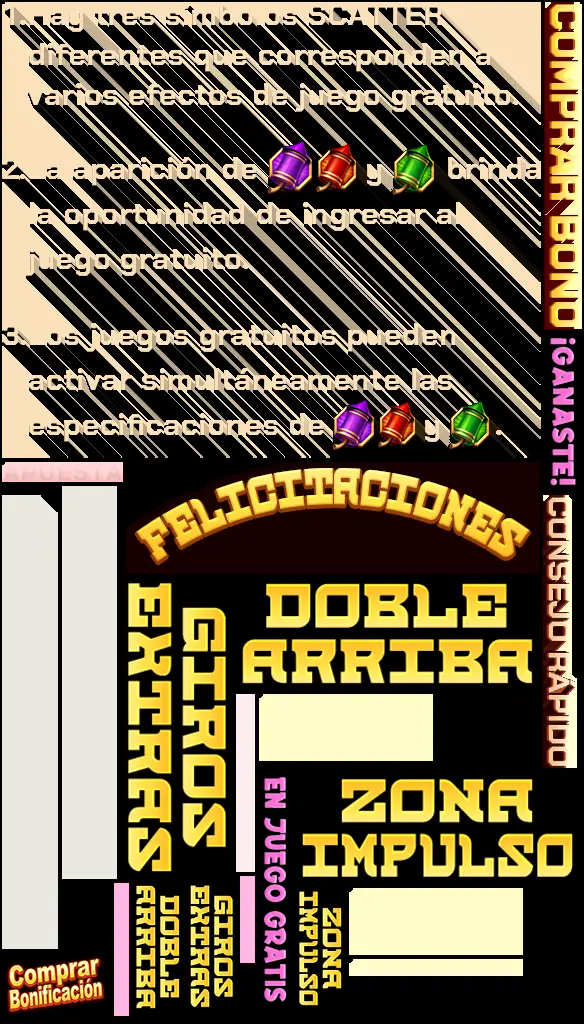 1. Hay tres símbolos SCATTER
diferentes que corresponden a
varios efectos de juego gratuito.
2. La aparición de y brinda
la oportunidad de ingresar al
juego gratuito.
3. Los juegos gratuitos pueden
activar simultáneamente las
especificaciones de y .
COMPRAR BONO
¡GANASTE!
CONSEJO RÁPIDO
APUESTA
FELICITACIONES
GIROS
EXTRAS
DOBLE
ARRIBA
ZONA
IMPULSO
EN JUEGO GRATIS
Comprar
Bonificación
DOBLE
ARRIBA
GIROS
EXTRAS
ZONA
IMPULSO